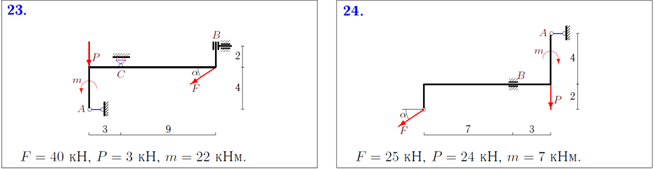 23.
B
P
2
C
α
m
F
4
A
3
9
F = 40 кН, P = 3 кН, m = 22 кНм.
24.
A
m
4
B
P
2
α
F
7
3
F = 25 кН, P = 24 кН, m = 7 кНм.